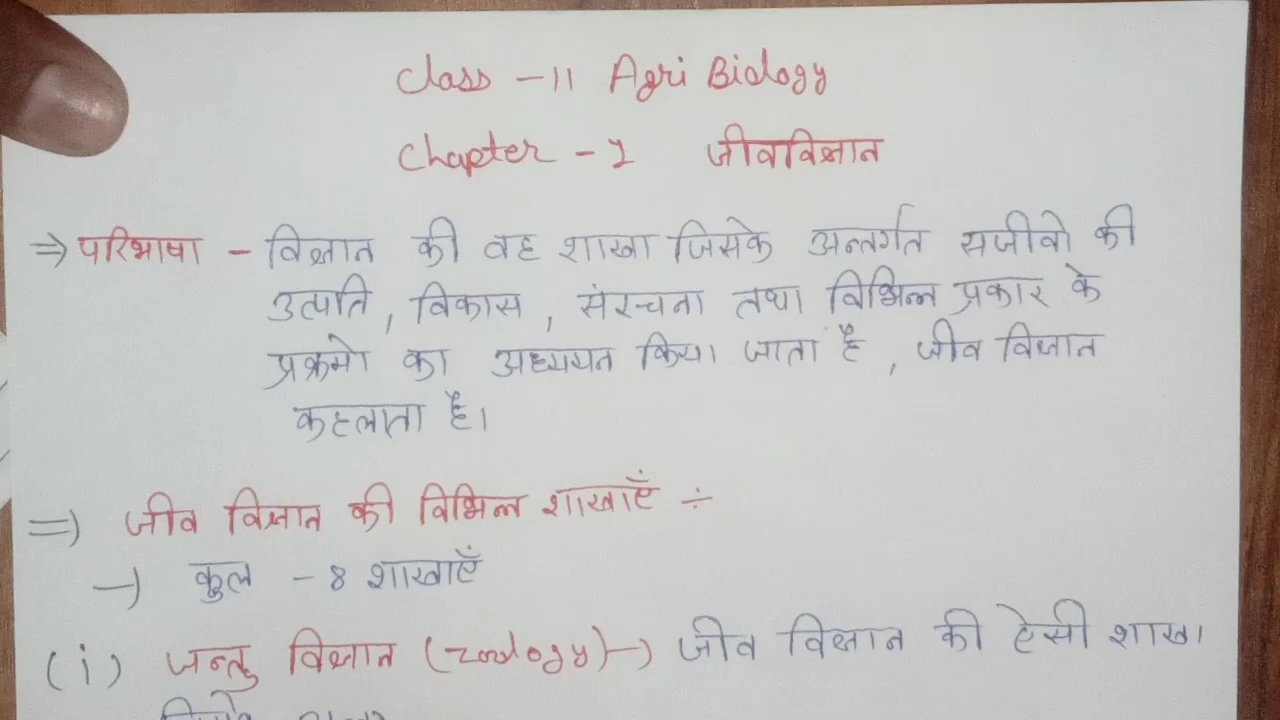 Class - 11 Agri Biology
Chapter - 1 जीवविज्ञान
⇒ परिभाषा - विज्ञान की वह शाखा जिसके अन्तर्गत सजीवो की
उत्पति, विकास, संरचना तथा विभिन्न प्रकार के
प्रक्रमो का अध्ययन किया जाता है, जीव विज्ञान
कहलाता है।
⇒ जीव विज्ञान की विभिन्न शाखाएँ ÷
→ कुल - 8 शाखाएँ
(i) जन्तु विज्ञान (zoology) → जीव विज्ञान की ऐसी शाखा